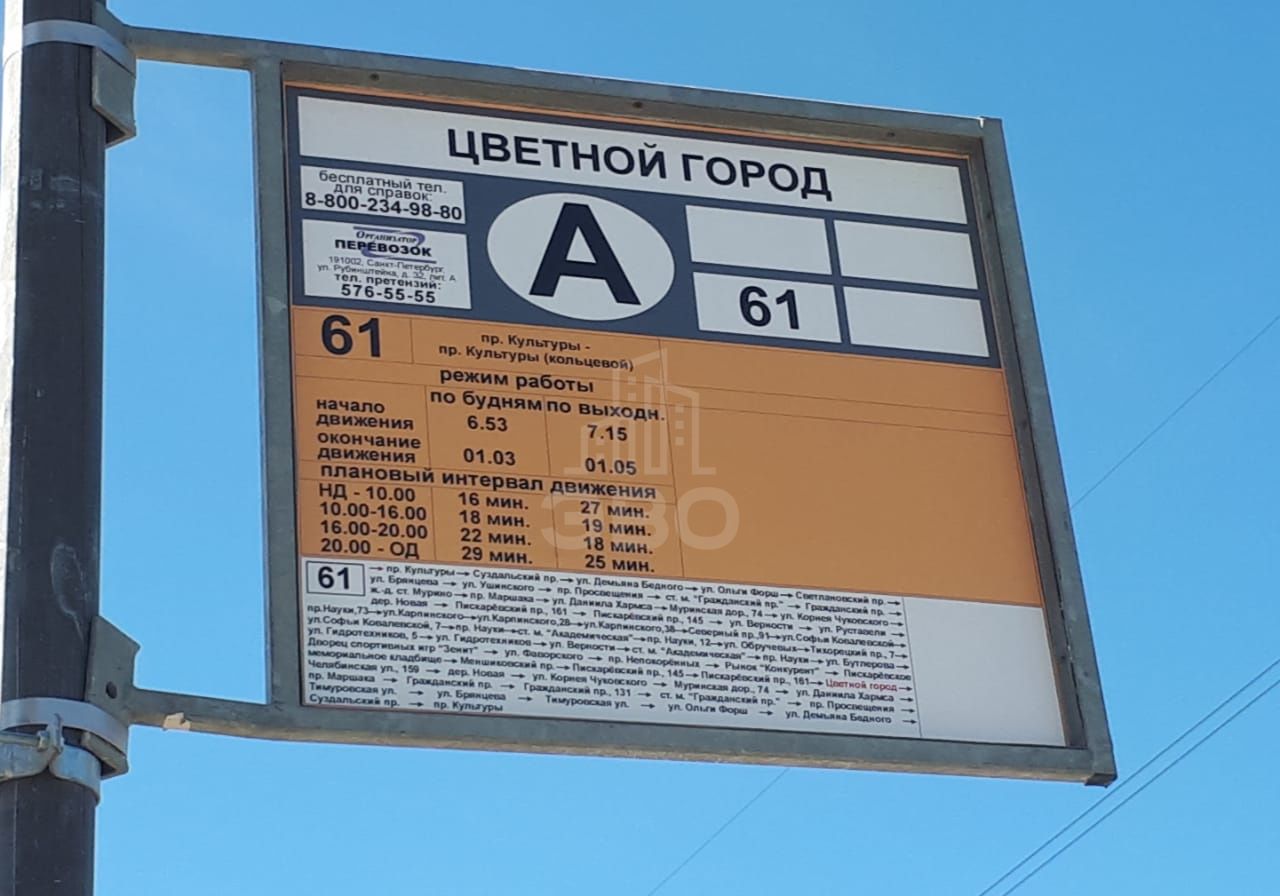 ЦВЕТНОЙ ГОРОД
бесплатный тел.
для справок:
8-800-234-98-80
Организатор
ПЕРЕВОЗОК
191002, Санкт-Петербург,
ул. Рубинштейна, д. 32, лит. А
тел. претензий:
576-55-55
А
61
61
пр. Культуры -
пр. Культуры (кольцевой)
режим работы
по будням по выходн.
начало
движения 6.53 7.15
окончание
движения 01.03 01.05
плановый интервал движения
НД - 10.00 16 мин. 27 мин.
10.00-16.00 18 мин. 19 мин.
16.00-20.00 22 мин. 18 мин.
20.00 - ОД 29 мин. 25 мин.
61
→ пр. Культуры → Суздальский пр. → ул. Демьяна Бедного → ул. Ольги Форш → Светлановский пр. →
ул. Брянцева → ул. Ушинского → пр. Просвещения → ст. м. "Гражданский пр." → Гражданский пр. →
ж.-д. ст. Мурино → пр. Маршака → ул. Даниила Хармса → Муринская дор., 74 → ул. Корнея Чуковского →
дер. Новая → Пискарёвский пр., 161 → Пискарёвский пр., 145 → ул. Верности → ул. Руставели →
пр.Науки,73→ул.Карпинского→ул.Карпинского,28→ул.Карпинского,38→Северный пр.,91→ул.Софьи Ковалевской→
ул.Софьи Ковалевской, 7→пр. Науки→ст. м. "Академическая"→пр. Науки, 12→ул. Обручевых→Тихорецкий пр., 7→
ул. Гидротехников, 5→ул. Гидротехников→ул. Верности→ст. м. "Академическая"→пр. Науки→ул. Бутлерова→
Дворец спортивных игр "Зенит" → ул. Фаворского → пр. Непокорённых → Рынок "Конкурент" → Пискарёвское
мемориальное кладбище→Меншиковский пр.→Пискарёвский пр., 145→Пискарёвский пр., 161→Цветной город→
Челябинская ул., 159 → дер. Новая → ул. Корнея Чуковского → Муринская дор., 74 → ул. Даниила Хармса →
пр. Маршака → Гражданский пр. → Гражданский пр., 131 → ст. м. "Гражданский пр." → пр. Просвещения →
Тимуровская ул. → ул. Брянцева → Тимуровская ул. → ул. Ольги Форш → ул. Демьяна Бедного →
Суздальский пр. → пр. Культуры
ЭВО